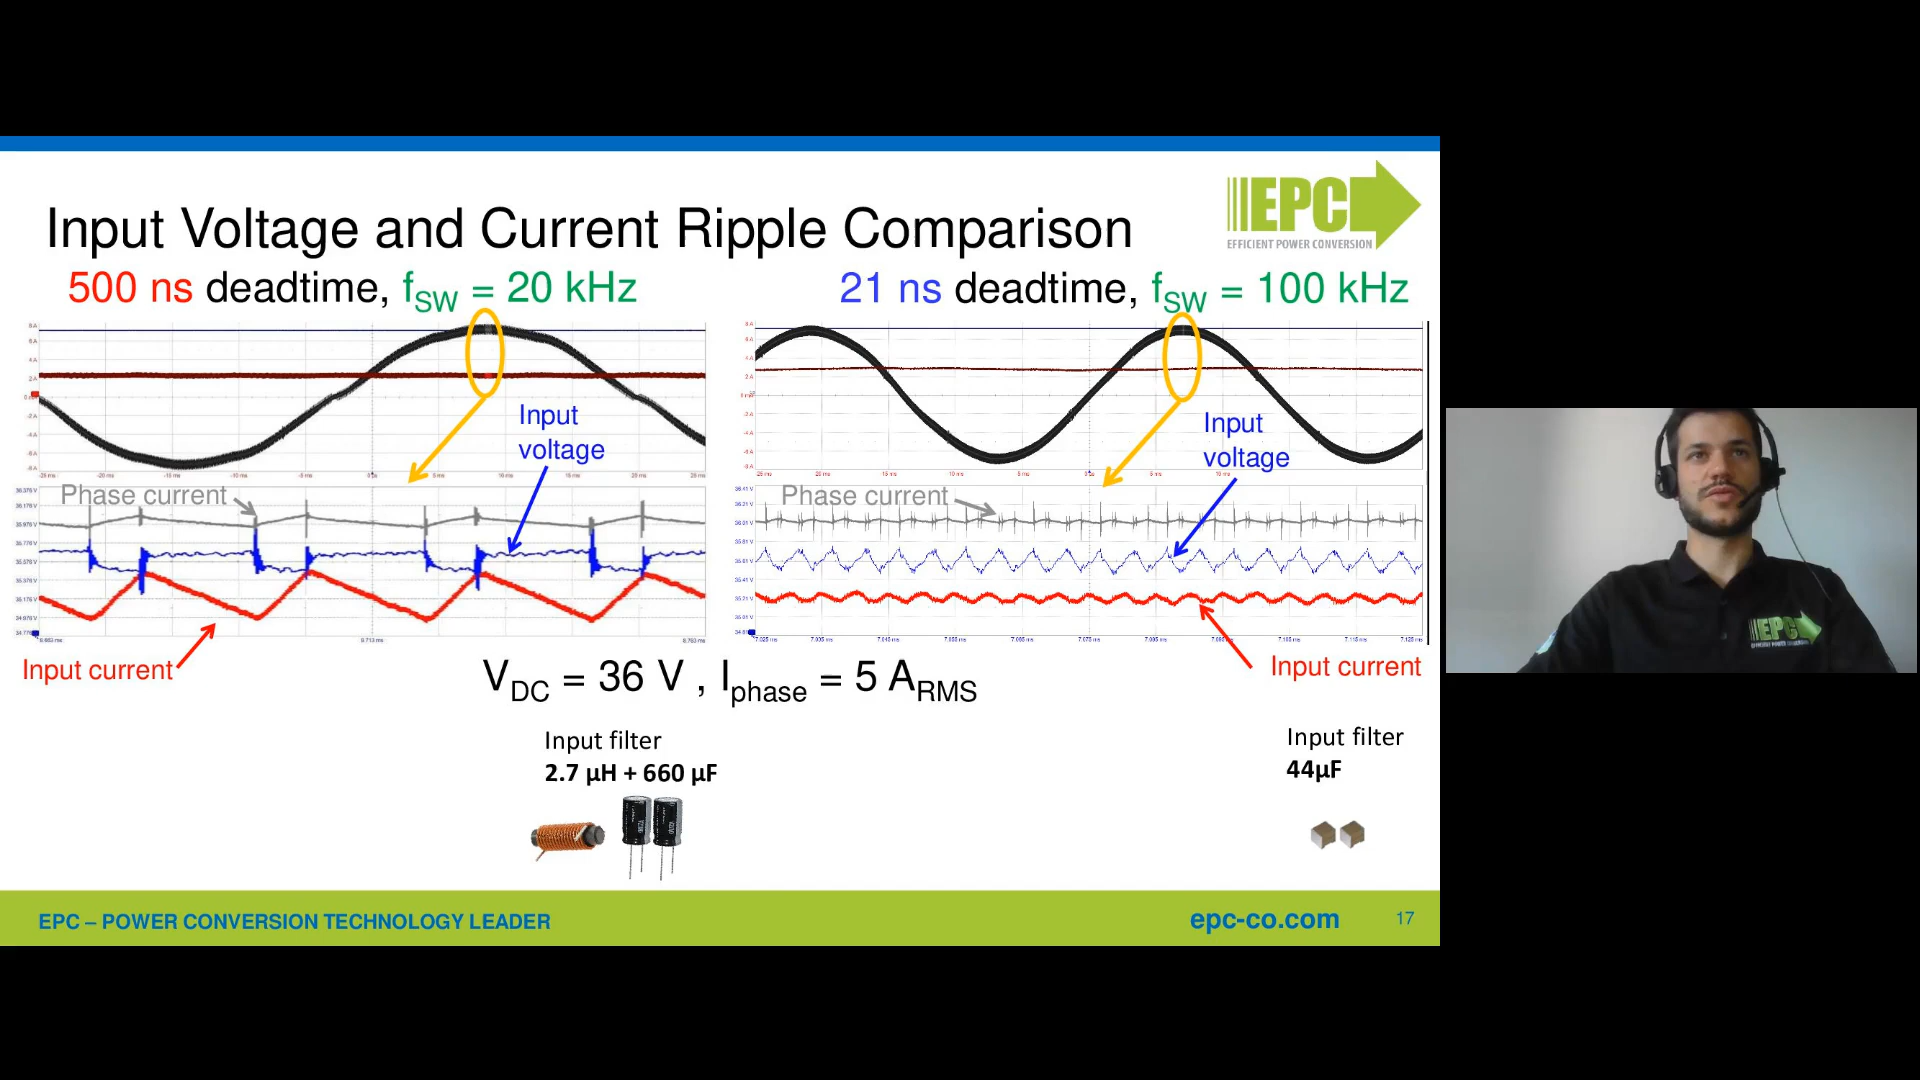 EPC
EFFICIENT POWER CONVERSION
Input Voltage and Current Ripple Comparison
500 ns deadtime, fSW = 20 kHz
21 ns deadtime, fSW = 100 kHz
Input
voltage
Phase current
Input current
Input
voltage
Phase current
Input current
VDC = 36 V , Iphase = 5 ARMS
Input filter
2.7 µH + 660 µF
Input filter
44µF
EPC – POWER CONVERSION TECHNOLOGY LEADER
epc-co.com
17
EPC